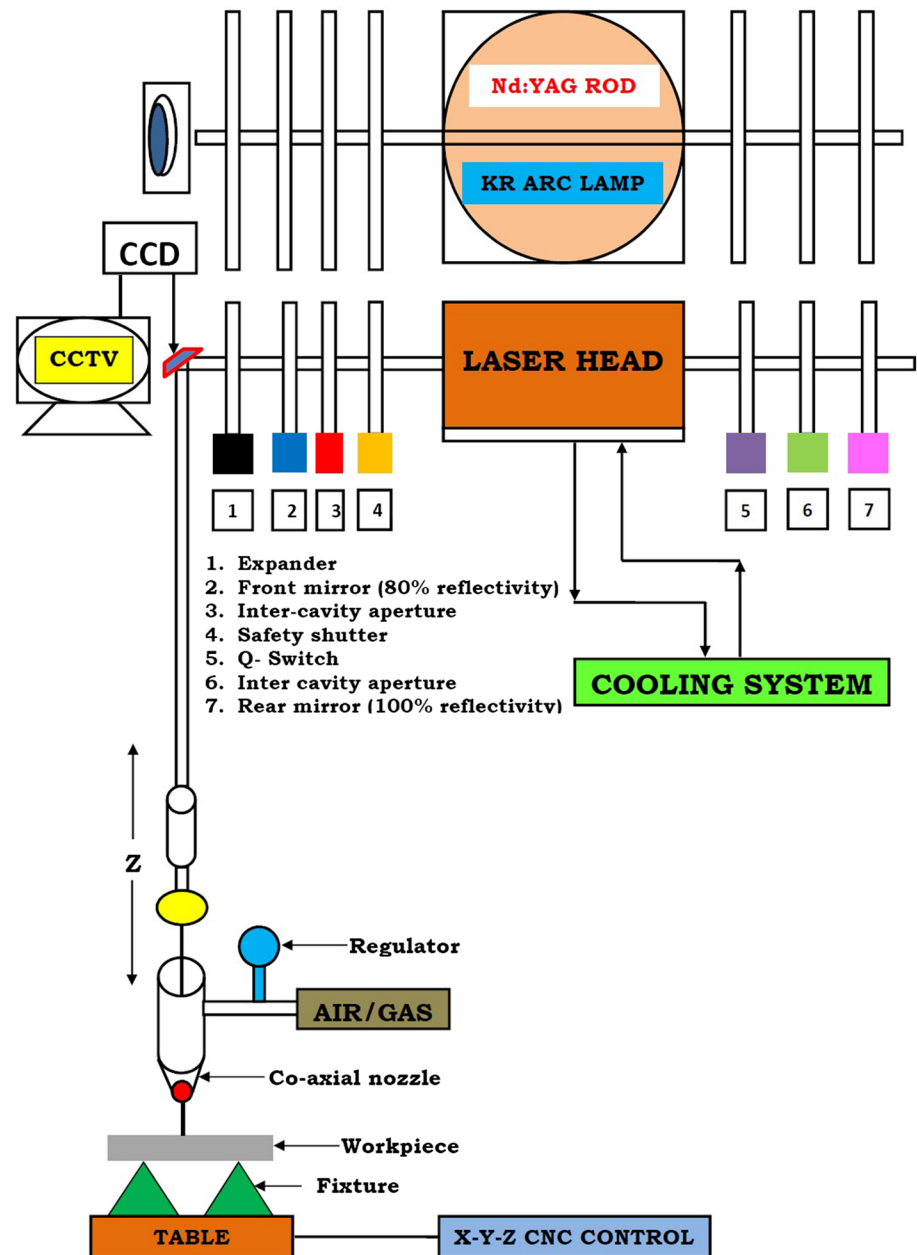 Nd:YAG ROD
KR ARC LAMP
CCD
CCTV
LASER HEAD
1 2 3 4 5 6 7
1. Expander
2. Front mirror (80% reflectivity)
3. Inter-cavity aperture
4. Safety shutter
5. Q- Switch
6. Inter cavity aperture
7. Rear mirror (100% reflectivity)
COOLING SYSTEM
Z
Regulator
AIR/GAS
Co-axial nozzle
Workpiece
Fixture
TABLE
X-Y-Z CNC CONTROL